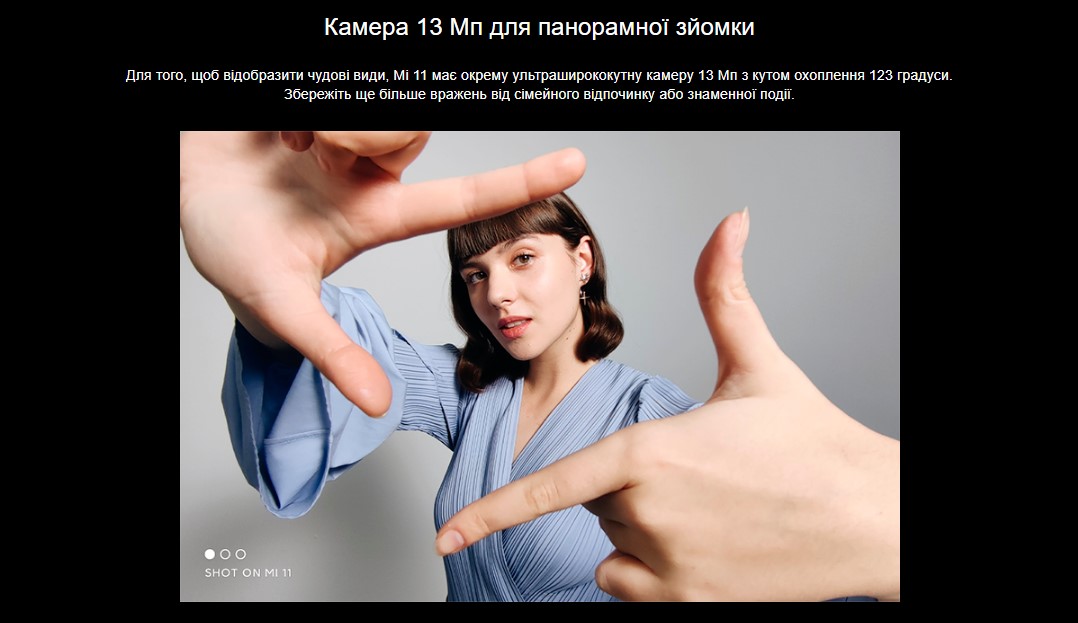 Камера 13 Мп для панорамної зйомки
Для того, щоб відобразити чудові види, Mi 11 має окрему ультраширококутну камеру 13 Мп з кутом охоплення 123 градуси.
Збережіть ще більше вражень від сімейного відпочинку або знаменної події.
SHOT ON MI 11